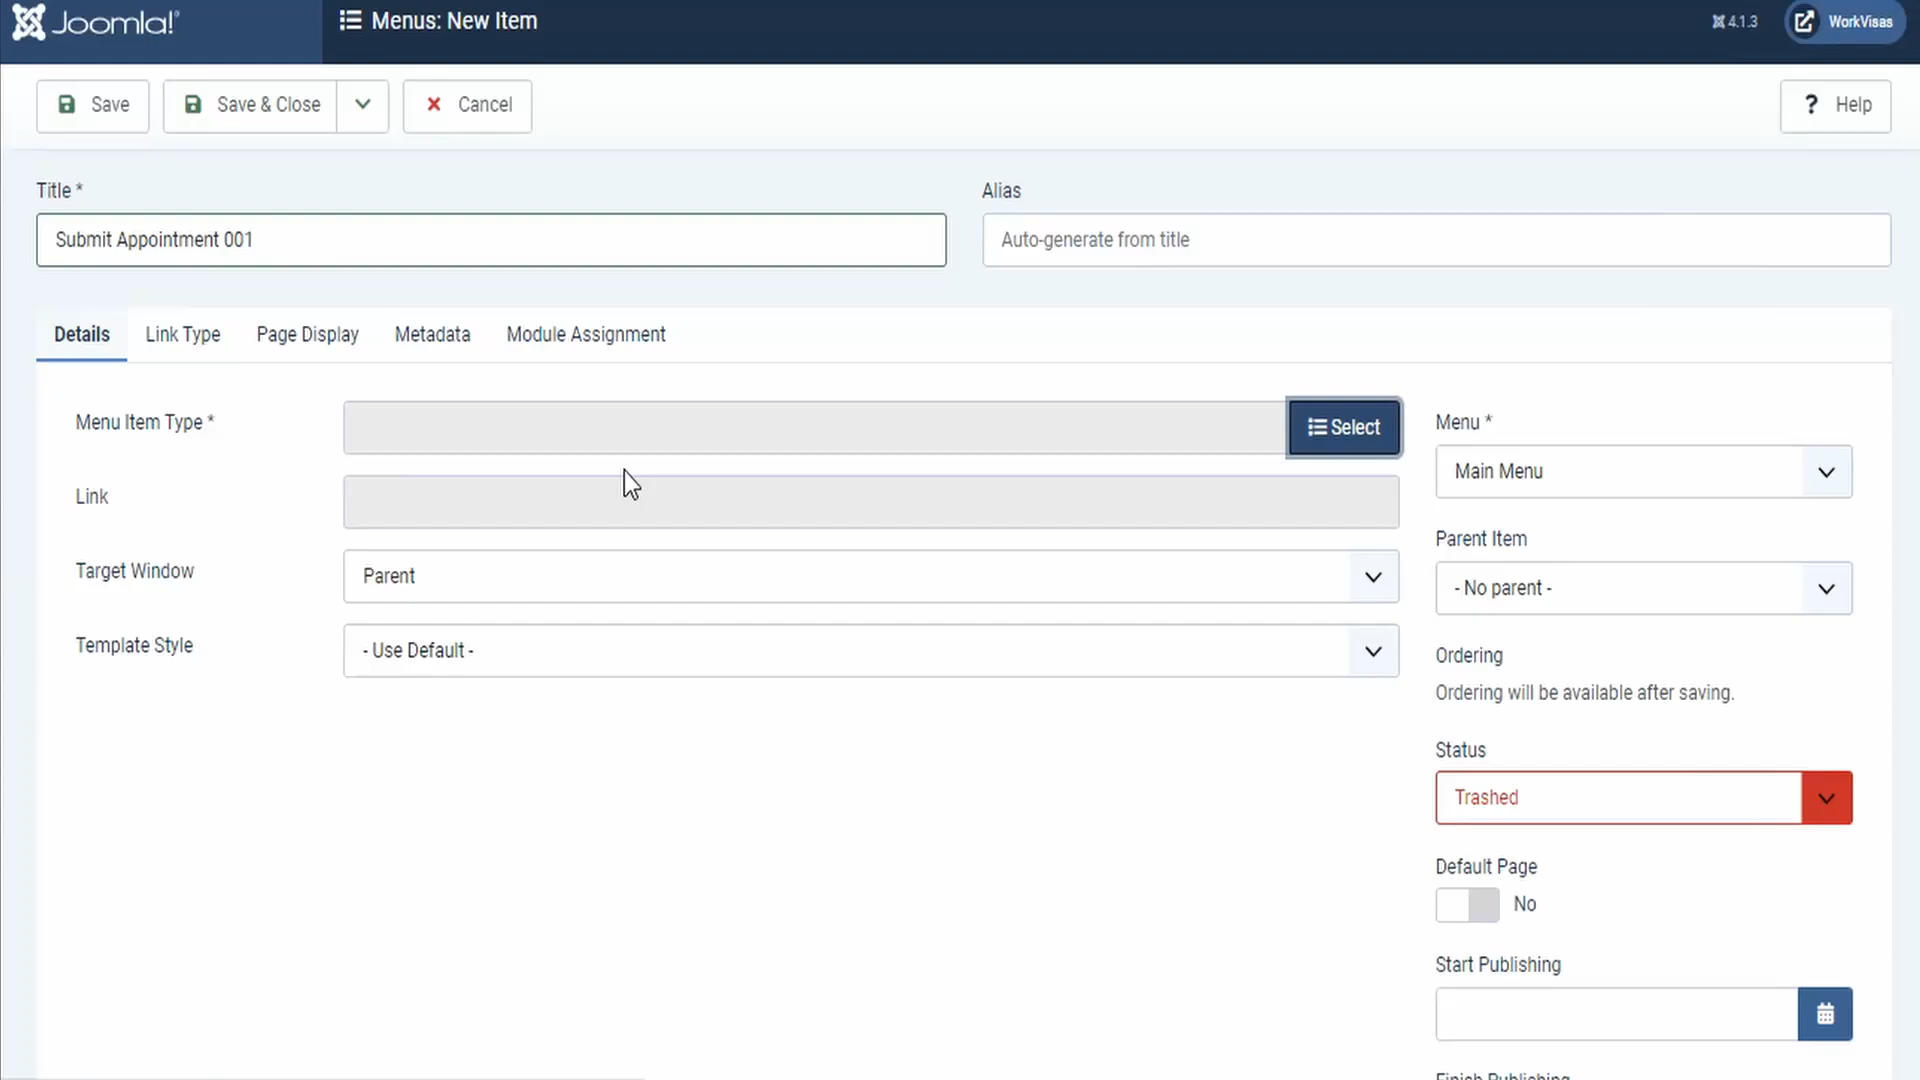 Joomla!
Menus: New Item
4.1.3
WorkVisas
Save
Save & Close
Cancel
? Help
Title *
Alias
Submit Appointment 001
Auto-generate from title
Details
Link Type
Page Display
Metadata
Module Assignment
Menu Item Type *
Select
Link
Target Window
Parent
Template Style
- Use Default -
Menu *
Main Menu
Parent Item
- No parent -
Ordering
Ordering will be available after saving.
Status
Trashed
Default Page
No
Start Publishing
Finish Publishing